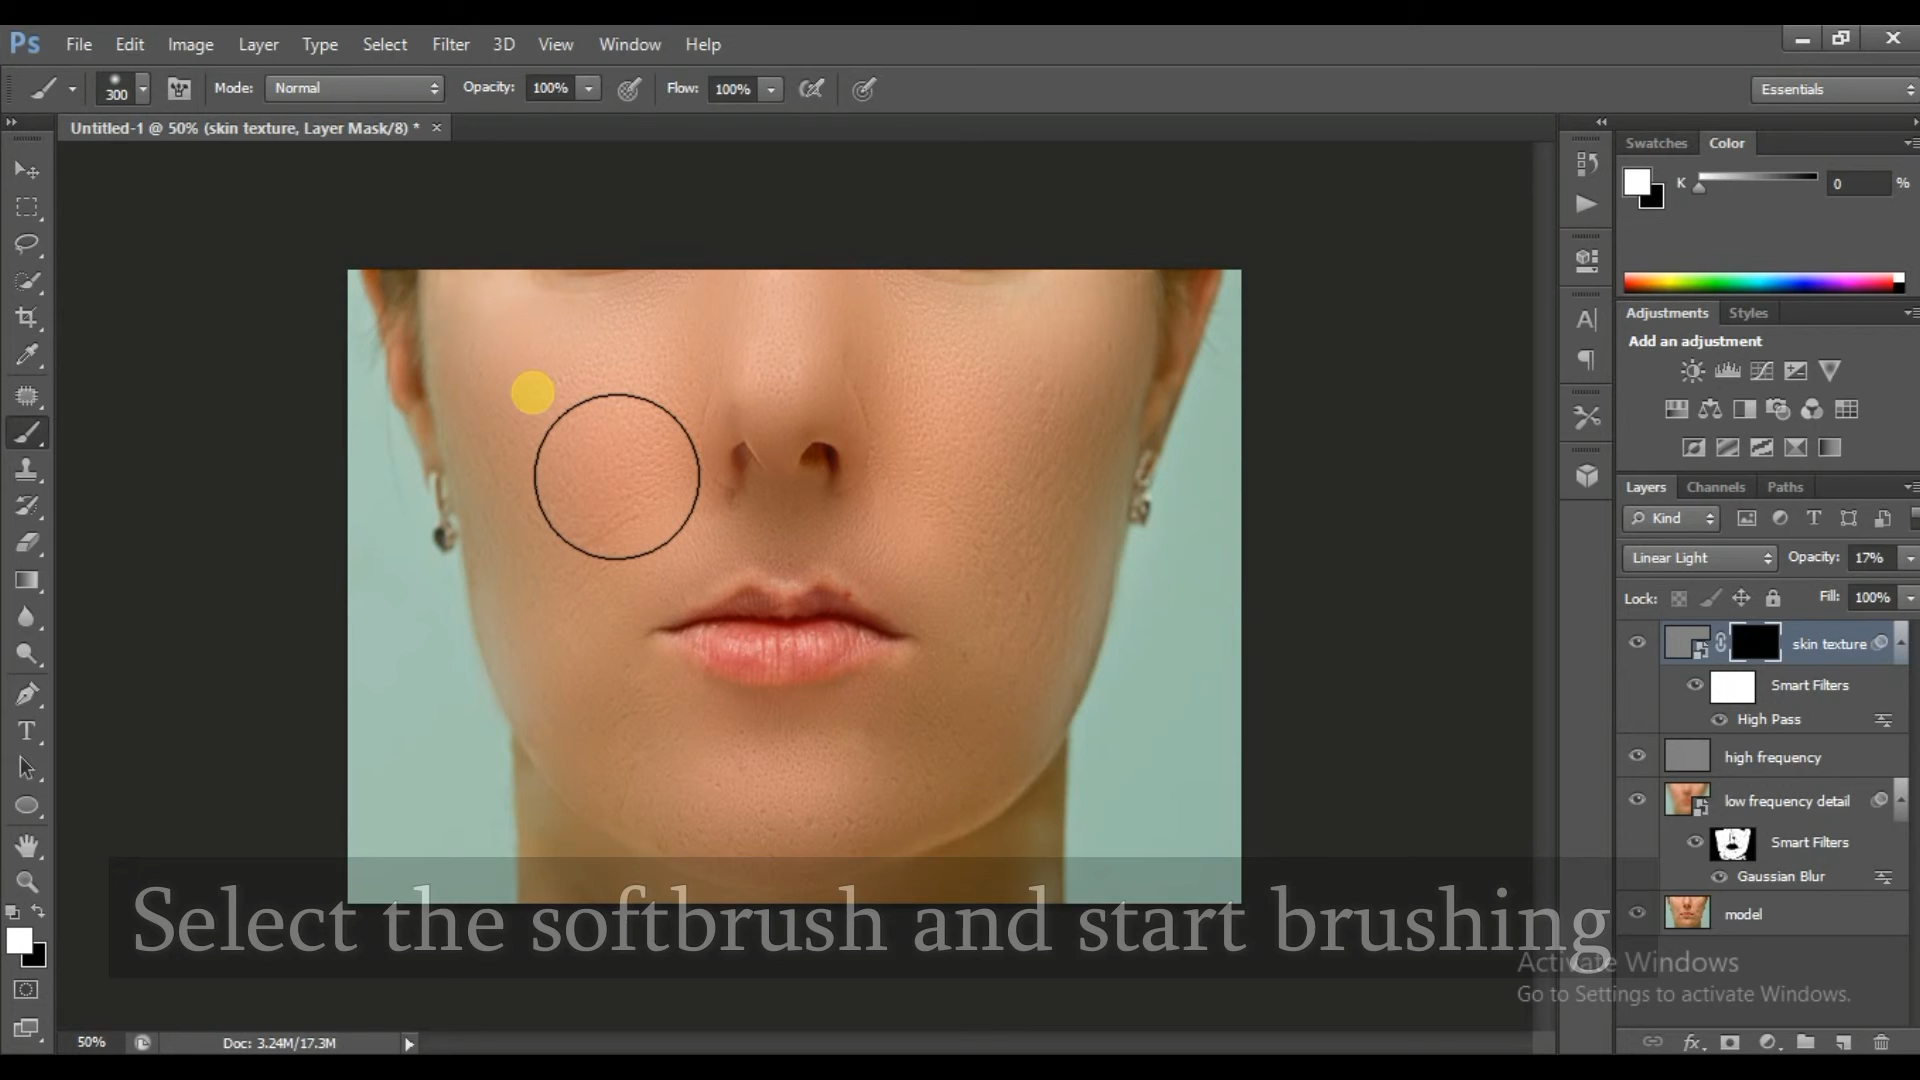 Ps File Edit Image Layer Type Select Filter 3D View Window Help
300 Mode: Normal Opacity: 100% Flow: 100% Essentials
Untitled-1 @ 50% (skin texture, Layer Mask/8) * ×
Swatches Color
K 0 %
Adjustments Styles
Add an adjustment
Layers Channels Paths
Kind
Linear Light Opacity: 17%
Lock: Fill: 100%
skin texture
Smart Filters
High Pass
high frequency
low frequency detail
Smart Filters
Gaussian Blur
model
Select the softbrush and start brushing
Activate Windows
Go to Settings to activate Windows.
50% Doc: 3.24M/17.3M